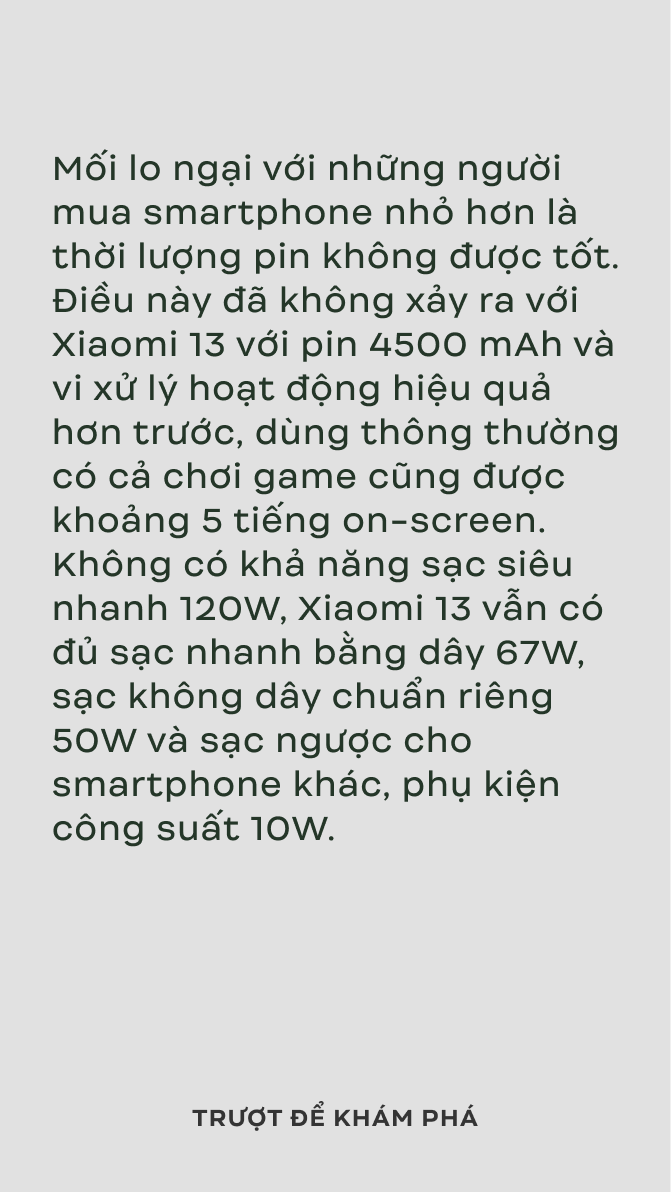 Mối lo ngại với những người
mua smartphone nhỏ hơn là
thời lượng pin không được tốt.
Điều này đã không xảy ra với
Xiaomi 13 với pin 4500 mAh và
vi xử lý hoạt động hiệu quả
hơn trước, dùng thông thường
có cả chơi game cũng được
khoảng 5 tiếng on-screen.
Không có khả năng sạc siêu
nhanh 120W, Xiaomi 13 vẫn có
đủ sạc nhanh bằng dây 67W,
sạc không dây chuẩn riêng
50W và sạc ngược cho
smartphone khác, phụ kiện
công suất 10W.
TRƯỢT ĐỂ KHÁM PHÁ